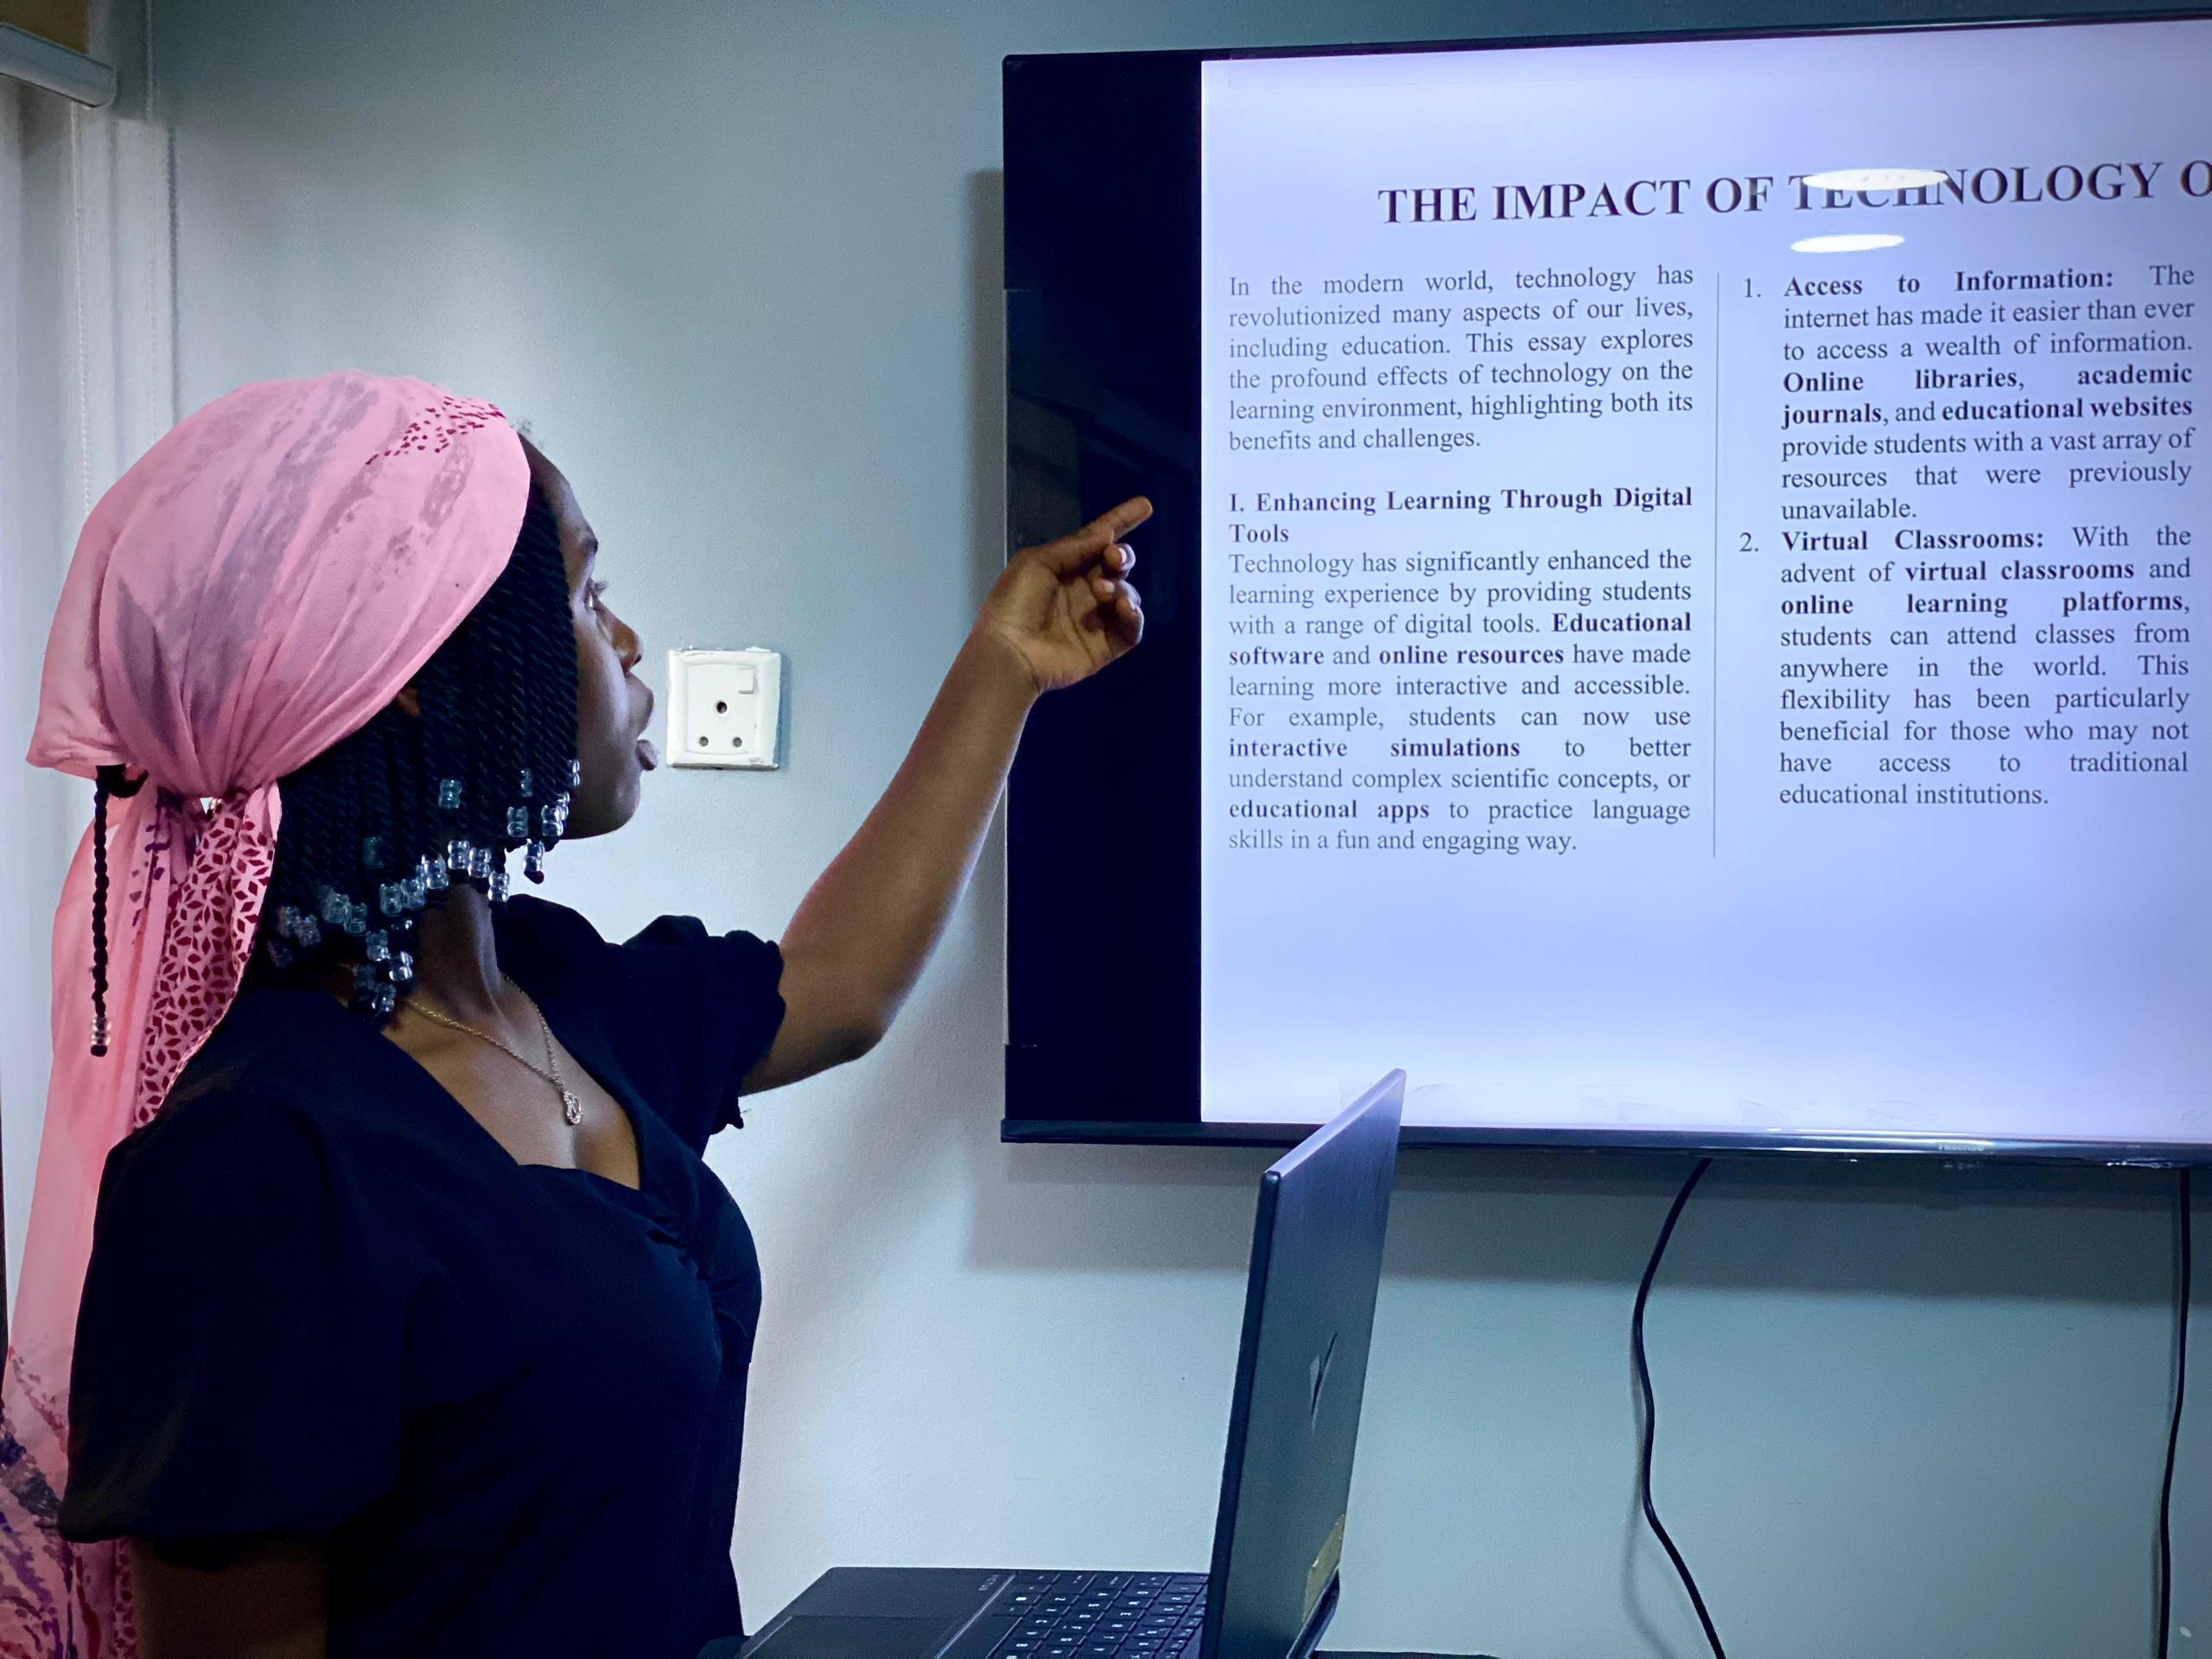 THE IMPACT OF TECHNOLOGY O
In the modern world, technology has
revolutionized many aspects of our lives,
including education. This essay explores
the profound effects of technology on the
learning environment, highlighting both its
benefits and challenges.
I. Enhancing Learning Through Digital
Tools
Technology has significantly enhanced the
learning experience by providing students
with a range of digital tools. Educational
software and online resources have made
learning more interactive and accessible.
For example, students can now use
interactive simulations to better
understand complex scientific concepts, or
educational apps to practice language
skills in a fun and engaging way.
1. Access to Information: The
internet has made it easier than ever
to access a wealth of information.
Online libraries, academic
journals, and educational websites
provide students with a vast array of
resources that were previously
unavailable.
2. Virtual Classrooms: With the
advent of virtual classrooms and
online learning platforms,
students can attend classes from
anywhere in the world. This
flexibility has been particularly
beneficial for those who may not
have access to traditional
educational institutions.